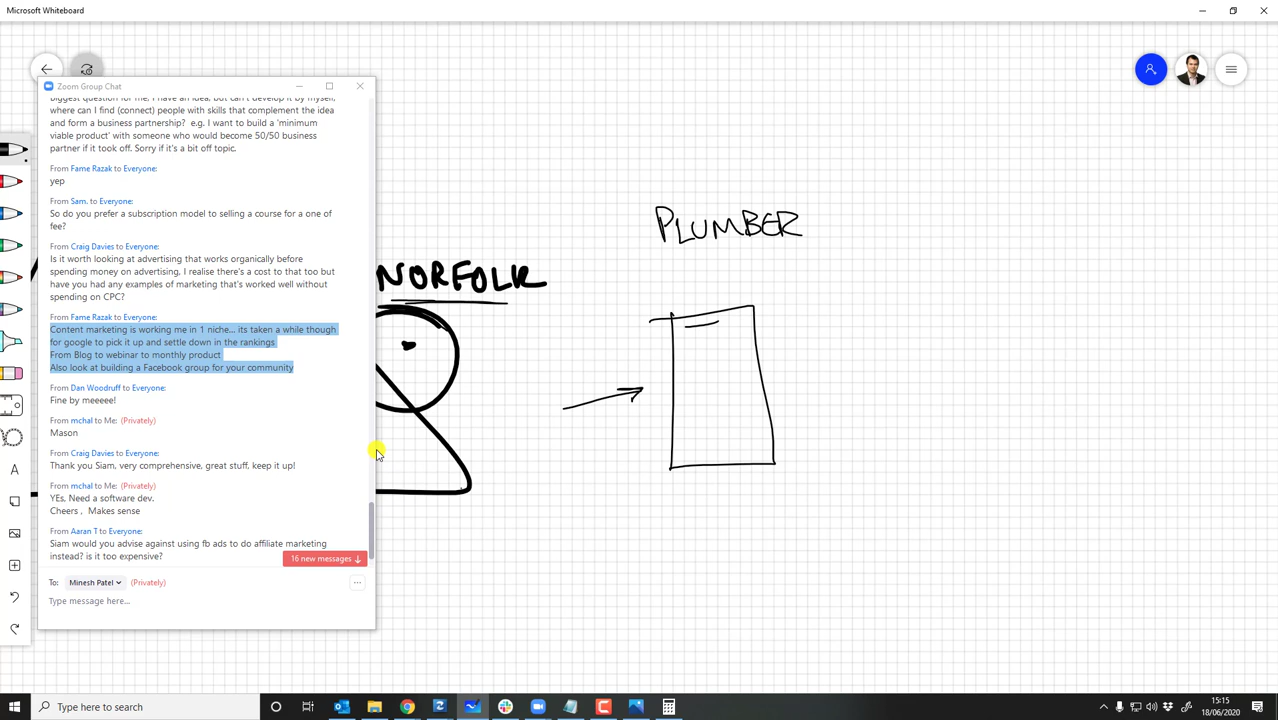 Microsoft Whiteboard
Zoom Group Chat
biggest question for me, I have an idea, but can't develop it by myself,
where can I find (connect) people with skills that complement the idea
and form a business partnership? e.g. I want to build a 'minimum
viable product' with someone who would become 50/50 business
partner if it took off. Sorry if it's a bit off topic.
From Fame Razak to Everyone:
yep
From Sam. to Everyone:
So do you prefer a subscription model to selling a course for a one of
fee?
From Craig Davies to Everyone:
Is it worth looking at advertising that works organically before
spending money on advertising. I realise there's a cost to that too but
have you had any examples of marketing that's worked well without
spending on CPC?
From Fame Razak to Everyone:
Content marketing is working me in 1 niche... its taken a while though
for google to pick it up and settle down in the rankings
From Blog to webinar to monthly product
Also look at building a Facebook group for your community
From Dan Woodruff to Everyone:
Fine by meeeee!
From mchal to Me: (Privately)
Mason
From Craig Davies to Everyone:
Thank you Siam, very comprehensive, great stuff, keep it up!
From mchal to Me: (Privately)
YEs, Need a software dev.
Cheers , Makes sense
From Aaran T to Everyone:
Siam would you advise against using fb ads to do affiliate marketing
instead? is it too expensive?
16 new messages
To: Minesh Patel (Privately)
Type message here...
PLUMBER
NORFOLK
Type here to search
15:15
18/06/2020